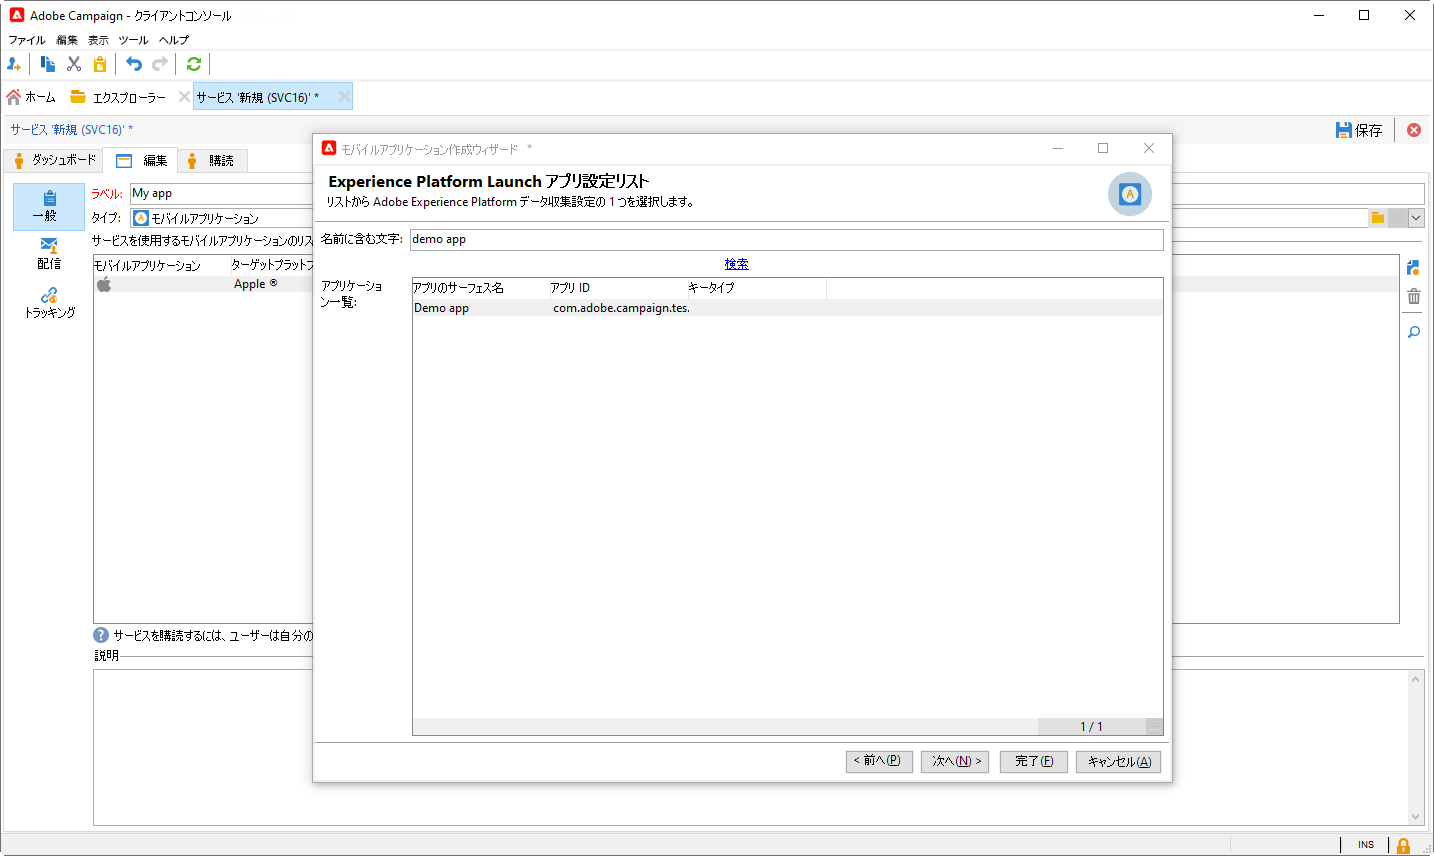 Adobe Campaign - クライアントコンソール
ファイル 編集 表示 ツール ヘルプ
ホーム エクスプローラー サービス '新規 (SVC16)' *
サービス '新規 (SVC16)' *
保存
ダッシュボード 編集 購読
一般
配信
トラッキング
ラベル: My app
タイプ: モバイルアプリケーション
サービスを使用するモバイルアプリケーションのリス
モバイルアプリケーション ターゲットプラットフ
Apple ®
サービスを購読するには、ユーザーは自分の
説明
モバイルアプリケーション作成ウィザード *
Experience Platform Launch アプリ設定リスト
リストから Adobe Experience Platform データ収集設定の 1 つを選択します。
名前に含む文字: demo app
検索
アプリケーショ
ン一覧:
アプリのサーフェス名 アプリ ID キータイプ
Demo app com.adobe.campaign.tes.
1 / 1
< 前へ(P) 次へ(N) > 完了(F) キャンセル(A)
INS